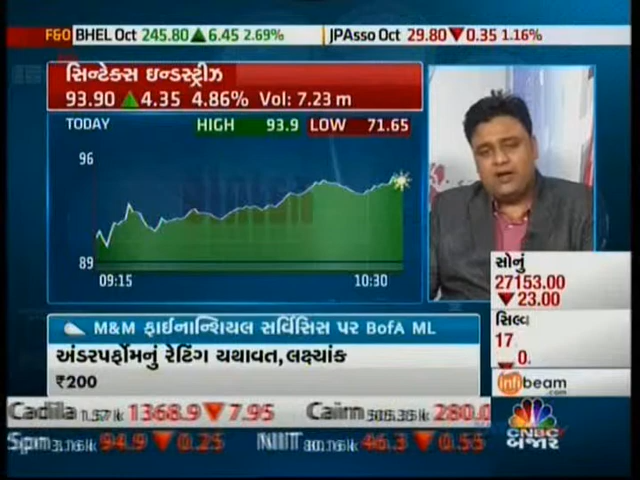 F&O BHEL Oct 245.80 ▲ 6.45 2.69% JPAsso Oct 29.80 ▼ 0.35 1.16%
સિન્ટેક્સ ઇન્ડસ્ટ્રીઝ
93.90 ▲ 4.35 4.86% Vol: 7.23 m
TODAY HIGH 93.9 LOW 71.65
96
89
09:15 10:30
સોનું
27153.00
▼ 23.00
સિલ્વ
17
0.
M&M ફાઈનાન્શિયલ સર્વિસિસ પર BofA ML
અંડરપર્ફોમનું રેટિંગ યથાવત, લક્ષ્યાંક
₹200
infibeam
.com
Cadila 1368.9 ▼ 7.95 Cairn 280.0
94.9 ▼ 0.25 NIIT 46.3 ▼ 0.55
CNBC
બજાર